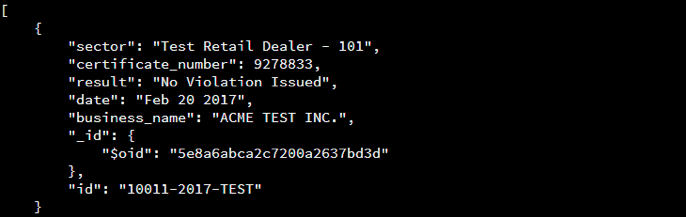 [
    {
        "sector": "Test Retail Dealer - 101",
        "certificate_number": 9278833,
        "result": "No Violation Issued",
        "date": "Feb 20 2017",
        "business_name": "ACME TEST INC.",
        "_id": {
            "$oid": "5e8a6abca2c7200a2637bd3d"
        },
        "id": "10011-2017-TEST"
    }